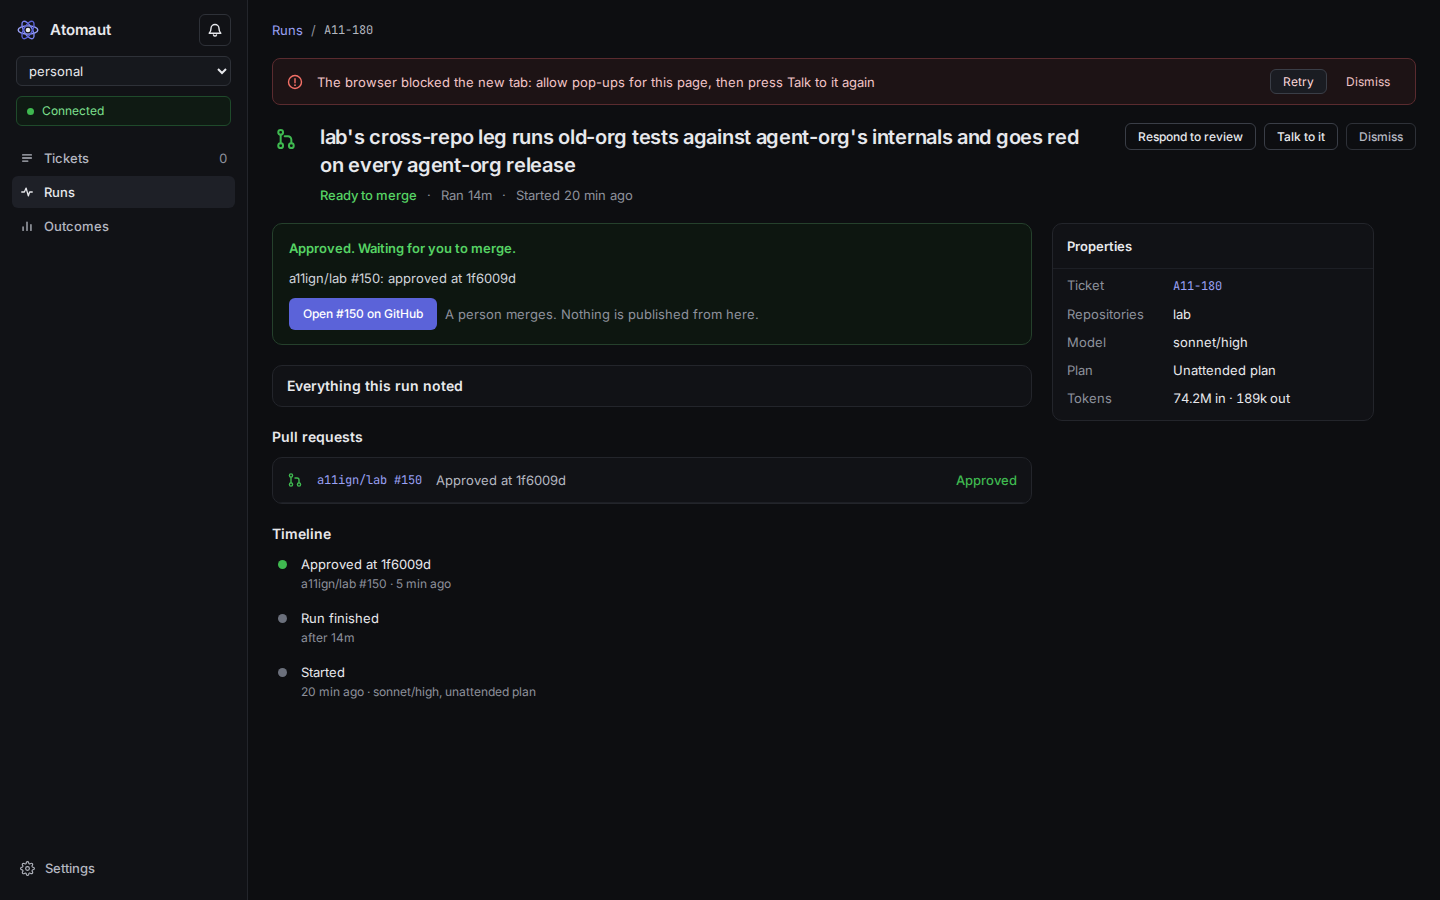 Atomaut
personal
Connected
Tickets 0
Runs
Outcomes
Settings
Runs / A11-180
The browser blocked the new tab: allow pop-ups for this page, then press Talk to it again
Retry
Dismiss
lab's cross-repo leg runs old-org tests against agent-org's internals and goes red
on every agent-org release
Respond to review
Talk to it
Dismiss
Ready to merge · Ran 14m · Started 20 min ago
Approved. Waiting for you to merge.
a11ign/lab #150: approved at 1f6009d
Open #150 on GitHub
A person merges. Nothing is published from here.
Everything this run noted
Pull requests
a11ign/lab #150 Approved at 1f6009d Approved
Timeline
Approved at 1f6009d
a11ign/lab #150 · 5 min ago
Run finished
after 14m
Started
20 min ago · sonnet/high, unattended plan
Properties
Ticket A11-180
Repositories lab
Model sonnet/high
Plan Unattended plan
Tokens 74.2M in · 189k out